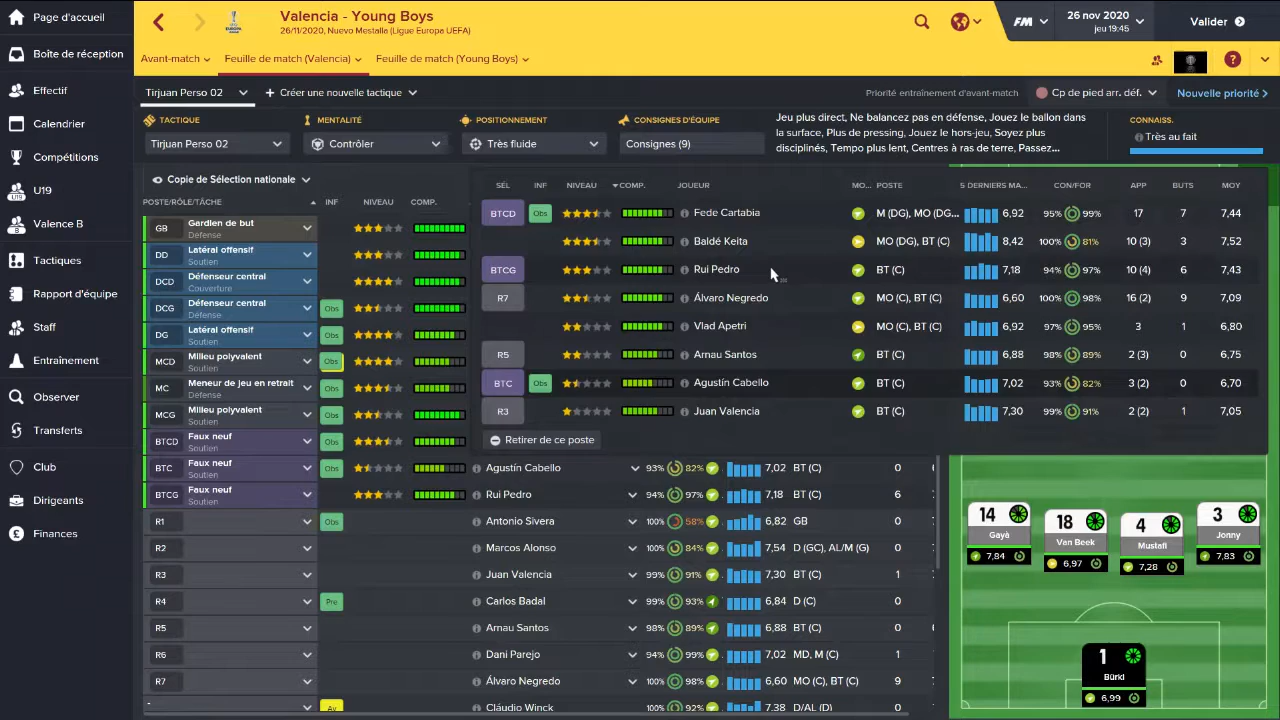 Page d'accueil
Boîte de réception
Effectif
Calendrier
Compétitions
U19
Valence B
Tactiques
Rapport d'équipe
Staff
Entraînement
Observer
Transferts
Club
Dirigeants
Finances
Valencia - Young Boys
26/11/2020, Nuevo Mestalla (Ligue Europa UEFA)
FM
26 nov 2020
jeu 19:45
Valider
Avant-match
Feuille de match (Valencia)
Feuille de match (Young Boys)
Tirjuan Perso 02
Créer une nouvelle tactique
Priorité entraînement d'avant-match
Cp de pied arr. déf.
Nouvelle priorité
TACTIQUE
Tirjuan Perso 02
MENTALITÉ
Contrôler
POSITIONNEMENT
Très fluide
CONSIGNES D'ÉQUIPE
Consignes (9)
Jeu plus direct, Ne balancez pas en défense, Jouez le ballon dans
la surface, Plus de pressing, Jouez le hors-jeu, Soyez plus
disciplinés, Tempo plus lent, Centres à ras de terre, Passez...
CONNAISS.
Très au fait
Copie de Sélection nationale
POSTE/RÔLE/TÂCHE INF NIVEAU COMP.
GB Gardien de but
Défense
DD Latéral offensif
Soutien
DCD Défenseur central
Couverture
DCG Défenseur central Obs
Défense
DG Latéral offensif Obs
Soutien
MCD Milieu polyvalent Obs
Soutien
MC Meneur de jeu en retrait Obs
Défense
MCG Milieu polyvalent Obs
Soutien
BTCD Faux neuf Obs
Soutien
BTC Faux neuf Obs
Soutien
BTCG Faux neuf
Soutien
SÉL INF NIVEAU COMP. JOUEUR MO... POSTE 5 DERNIERS MA... CON/FOR APP BUTS MOY
BTCD Obs Fede Cartabia M (DG), MO (DG... 6,92 95% 99% 17 7 7,44
Baldé Keita MO (DG), BT (C) 8,42 100% 81% 10 (3) 3 7,52
BTCG Rui Pedro BT (C) 7,18 94% 97% 10 (4) 6 7,43
R7 Álvaro Negredo MO (C), BT (C) 6,60 100% 98% 16 (2) 9 7,09
Vlad Apetri MO (C), BT (C) 6,92 97% 95% 3 1 6,80
R5 Arnau Santos BT (C) 6,88 98% 89% 2 (3) 0 6,75
BTC Obs Agustín Cabello BT (C) 7,02 93% 82% 3 (2) 0 6,70
R3 Juan Valencia BT (C) 7,30 99% 91% 2 (2) 1 7,05
Retirer de ce poste
Agustín Cabello 93% 82% 7,02 BT (C) 0
Rui Pedro 94% 97% 7,18 BT (C) 6
R1 Obs Antonio Sivera 100% 58% 6,82 GB 0
R2 Marcos Alonso 100% 84% 7,54 D (GC), AL/M (G) 0
R3 Juan Valencia 99% 91% 7,30 BT (C) 1
R4 Pre Carlos Badal 99% 93% 6,84 D (C) 0
R5 Arnau Santos 98% 89% 6,88 BT (C) 0
R6 Dani Parejo 94% 99% 7,02 MD, M (C) 1
R7 Álvaro Negredo 100% 98% 6,60 MO (C), BT (C) 9
- Av Cláudio Winck 100% 92% 7,38 D/AL (D) 0
14
Gayà
7,84
18
Van Beek
6,97
4
Mustafi
7,28
3
Jonny
7,83
1
Bürki
6,99